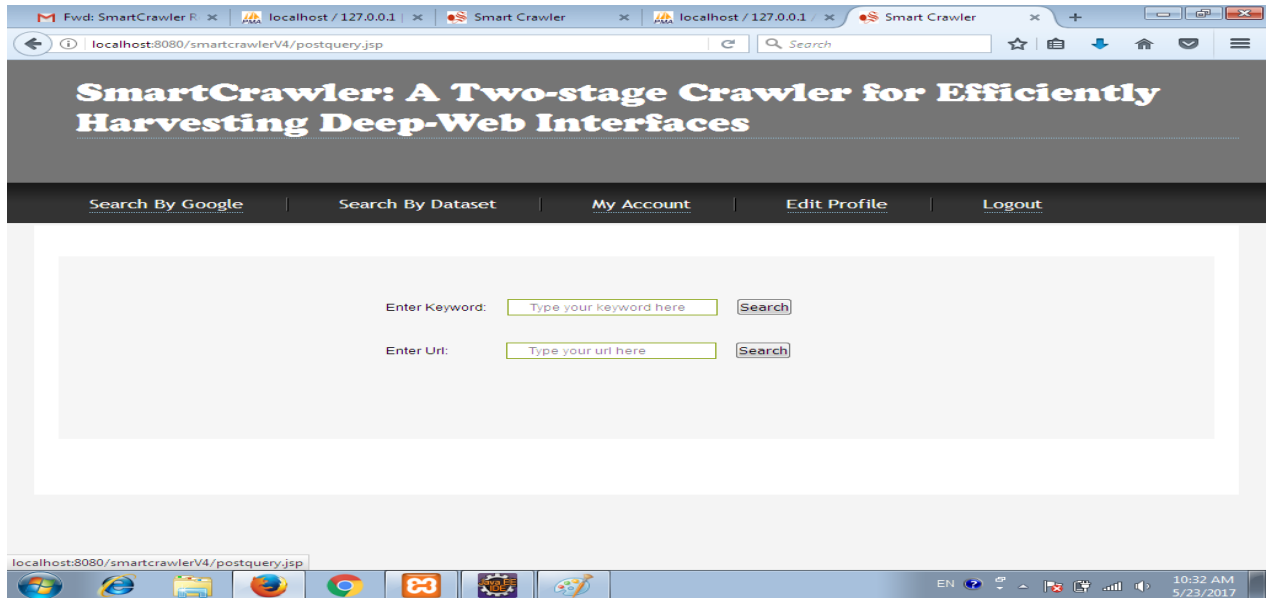 Fwd: SmartCrawler R
localhost / 127.0.0.1 |
Smart Crawler
localhost / 127.0.0.1 /
Smart Crawler
localhost:8080/smartcrawlerV4/postquery.jsp
Search
SmartCrawler: A Two-stage Crawler for Efficiently
Harvesting Deep-Web Interfaces
Search By Google
Search By Dataset
My Account
Edit Profile
Logout
Enter Keyword: Type your keyword here Search
Enter Url: Type your url here Search
localhost:8080/smartcrawlerV4/postquery.jsp
Java EE
IDE
EN
10:32 AM
5/23/2017